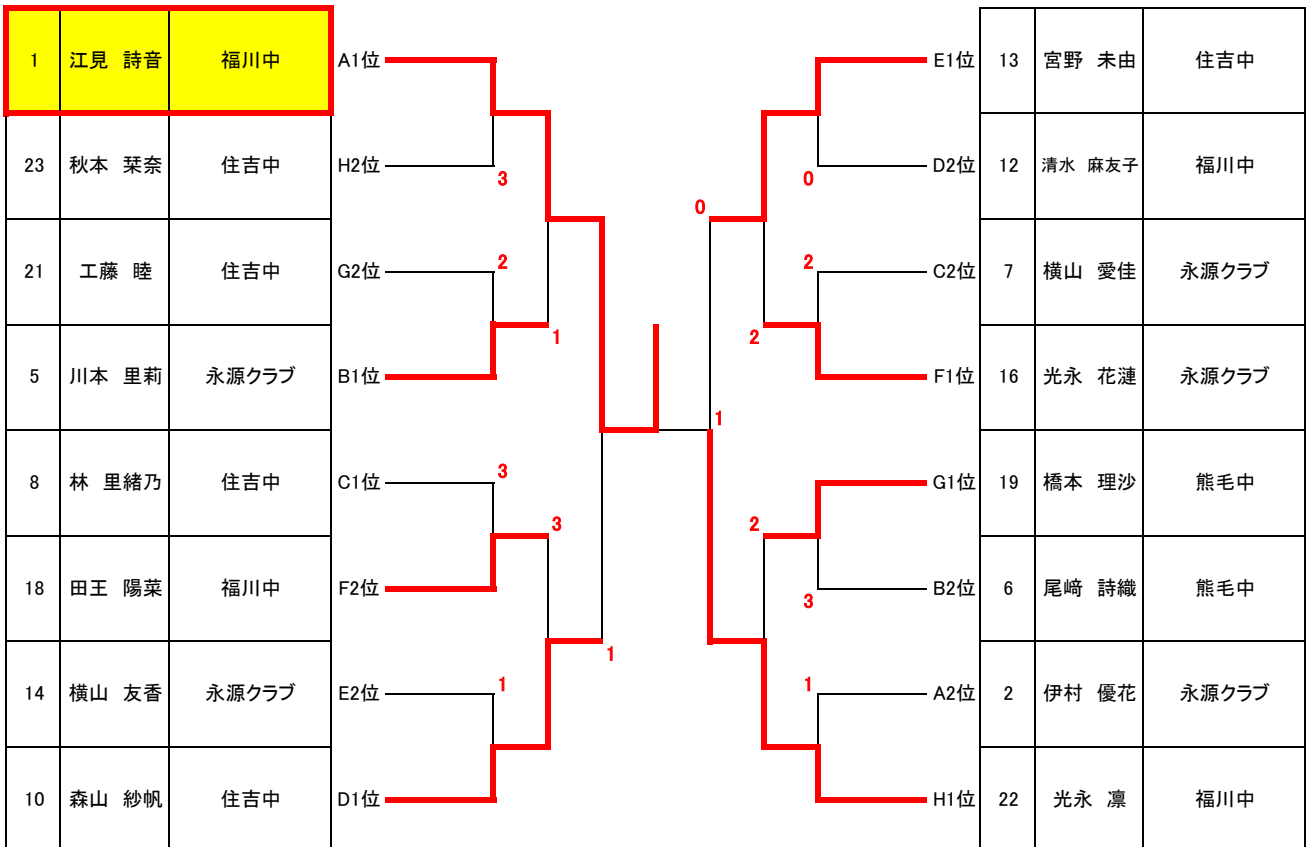 1 江見 詩音 福川中 A1位
23 秋本 栞奈 住吉中 H2位
21 工藤 睦 住吉中 G2位
5 川本 里莉 永源クラブ B1位
8 林 里緒乃 住吉中 C1位
18 田王 陽菜 福川中 F2位
14 横山 友香 永源クラブ E2位
10 森山 紗帆 住吉中 D1位
3
2
1
3
3
1
1
0
0
2
2
1
2
3
1
E1位 13 宮野 未由 住吉中
D2位 12 清水 麻友子 福川中
C2位 7 横山 愛佳 永源クラブ
F1位 16 光永 花漣 永源クラブ
G1位 19 橋本 理沙 熊毛中
B2位 6 尾﨑 詩織 熊毛中
A2位 2 伊村 優花 永源クラブ
H1位 22 光永 凛 福川中